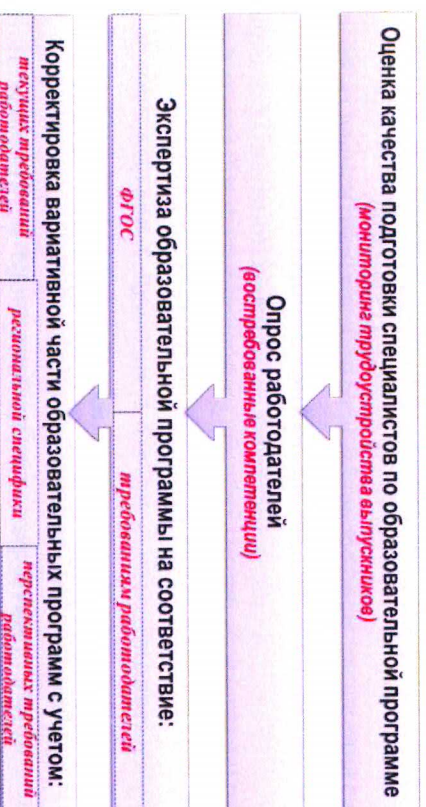 Оценка качества подготовки специалистов по образовательной программе
(мониторинг трудоустройства выпускников)
Опрос работодателей
(востребованные компетенции)
Экспертиза образовательной программы на соответствие:
ФГОС
требованиям работодателей
Корректировка вариативной части образовательных программ с учетом:
текущих требований
работодателей
региональной специфики
перспективных требований
работодателей